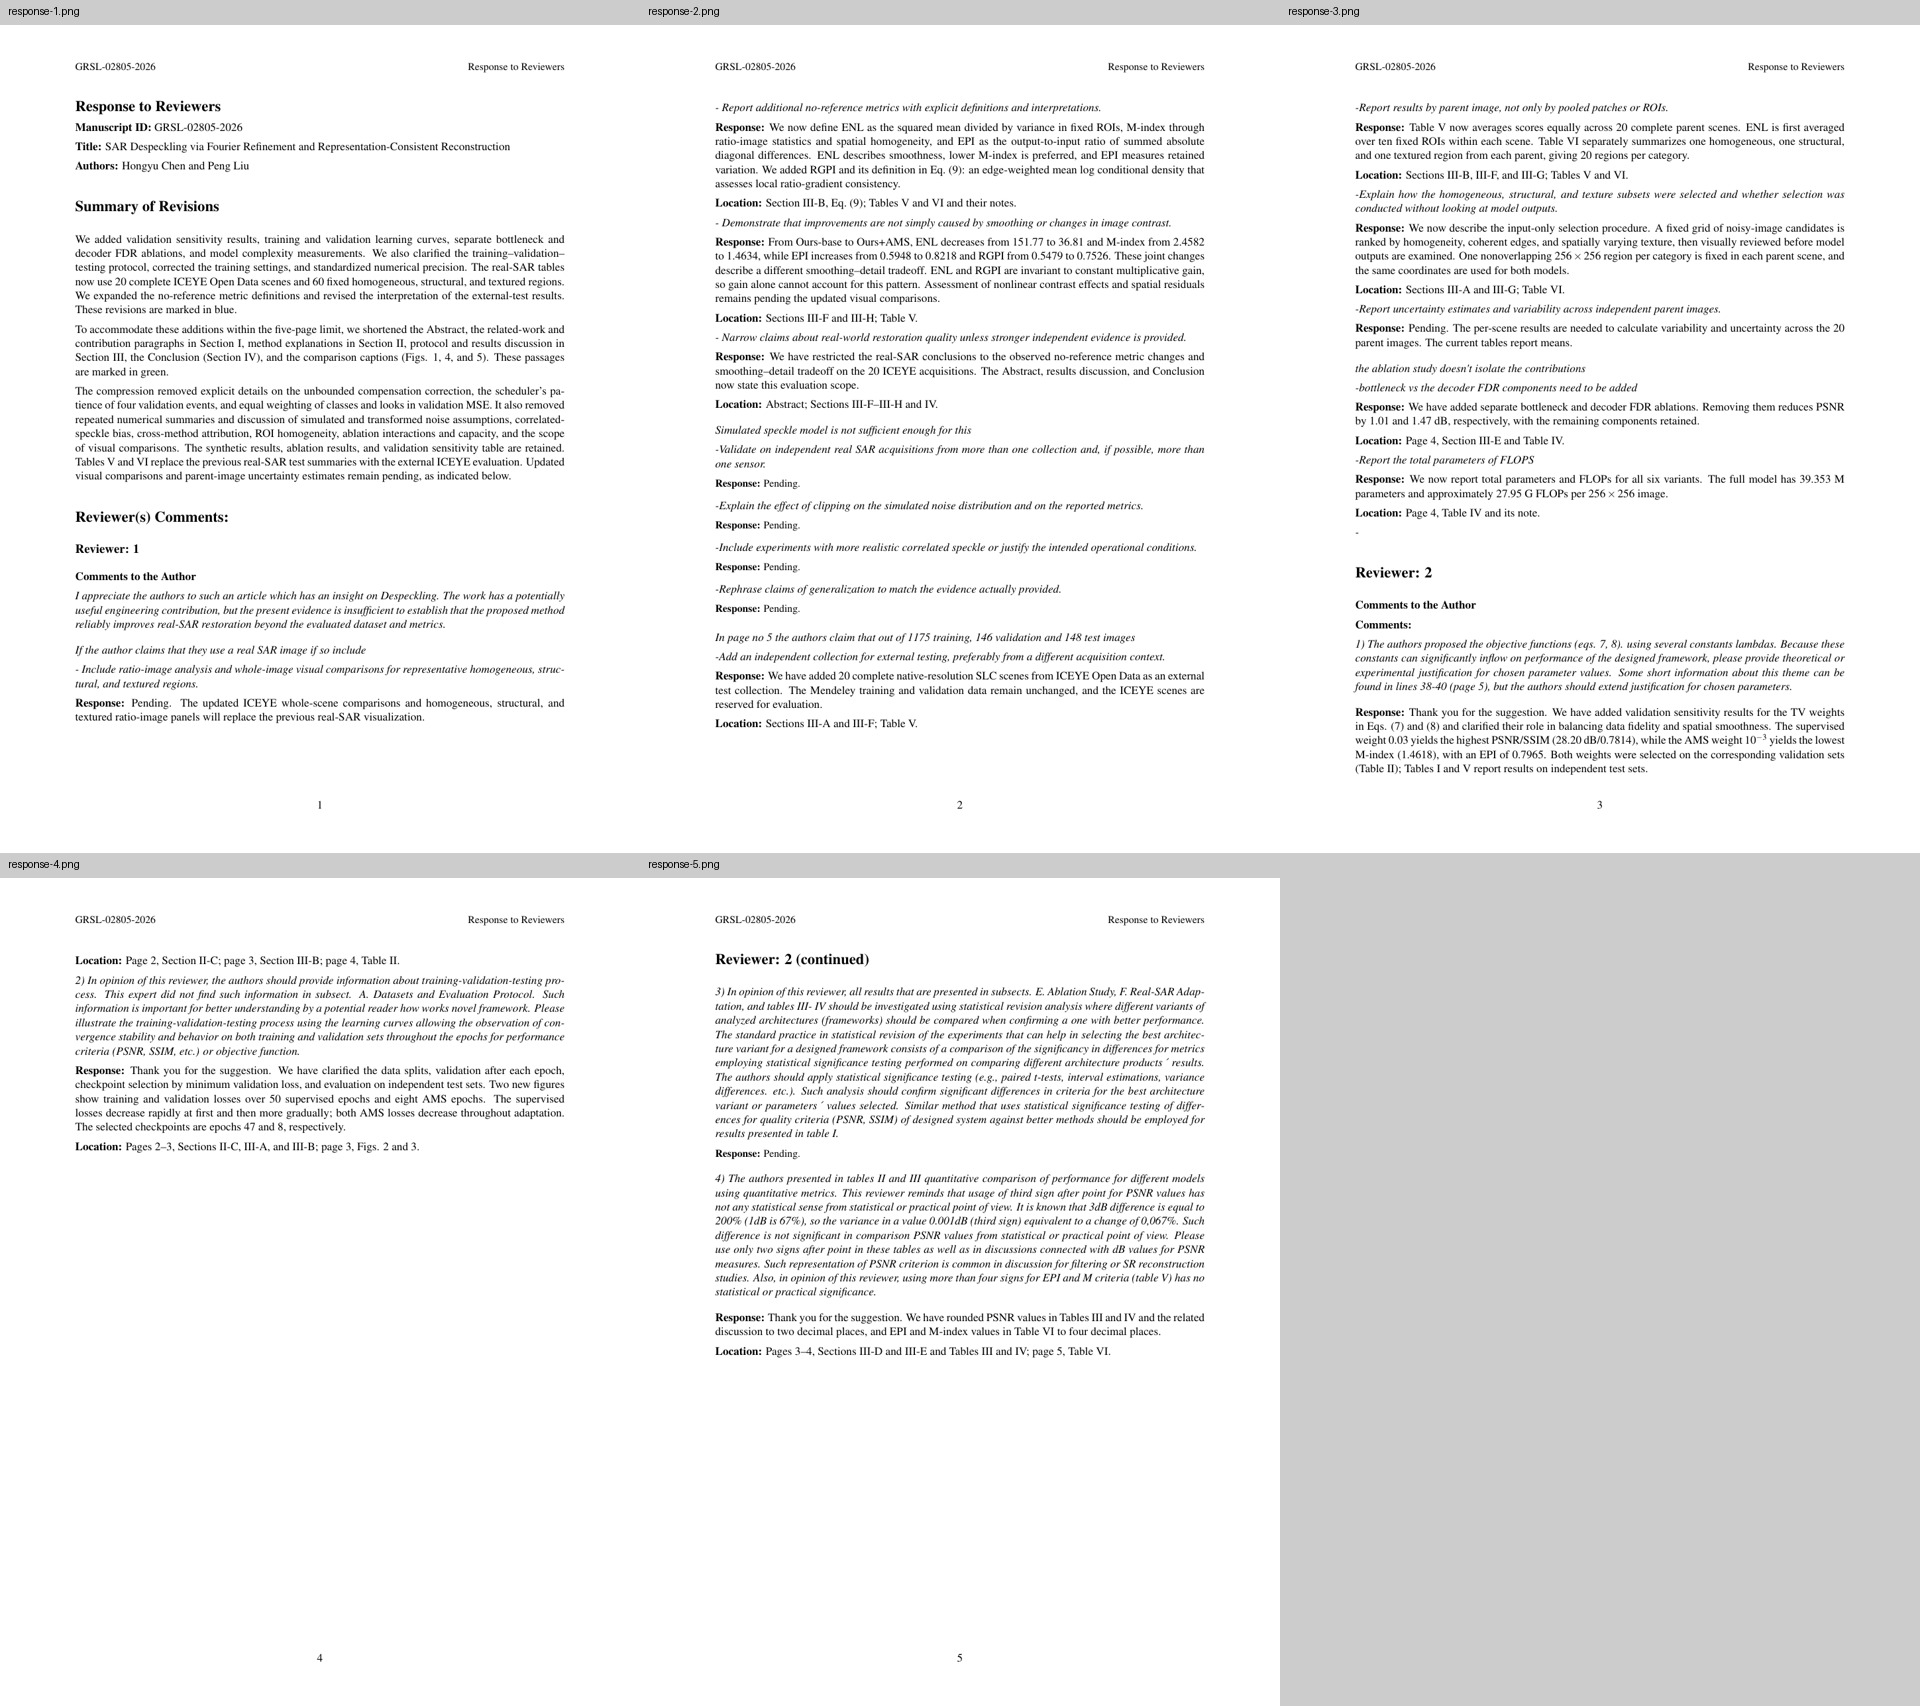 response-1.png
GRSL-02805-2026 Response to Reviewers
Response to Reviewers
Manuscript ID: GRSL-02805-2026
Title: SAR Despeckling via Fourier Refinement and Representation-Consistent Reconstruction
Authors: Hongyu Chen and Peng Liu
Summary of Revisions
We added validation sensitivity results, training and validation learning curves, separate bottleneck and
decoder FDR ablations, and model complexity measurements. We also clarified the training–validation–
testing protocol, corrected the training settings, and standardized numerical precision. The real-SAR tables
now use 20 complete ICEYE Open Data scenes and 60 fixed homogeneous, structural, and textured regions.
We expanded the no-reference metric definitions and revised the interpretation of the external-test results.
These revisions are marked in blue.
To accommodate these additions within the five-page limit, we shortened the Abstract, the related-work and
contribution paragraphs in Section I, method explanations in Section II, protocol and results discussion in
Section III, the Conclusion (Section IV), and the comparison captions (Figs. 1, 4, and 5). These passages
are marked in green.
The compression removed explicit details on the unbounded compensation correction, the scheduler's pa-
tience of four validation events, and equal weighting of classes and looks in validation MSE. It also removed
repeated numerical summaries and discussion of simulated and transformed noise assumptions, correlated-
speckle bias, cross-method attribution, ROI homogeneity, ablation interactions and capacity, and the scope
of visual comparisons. The synthetic results, ablation results, and validation sensitivity table are retained.
Tables V and VI replace the previous real-SAR test summaries with the external ICEYE evaluation. Updated
visual comparisons and parent-image uncertainty estimates remain pending, as indicated below.
Reviewer(s) Comments:
Reviewer: 1
Comments to the Author
I appreciate the authors to such an article which has an insight on Despeckling. The work has a potentially
useful engineering contribution, but the present evidence is insufficient to establish that the proposed method
reliably improves real-SAR restoration beyond the evaluated dataset and metrics.
If the author claims that they use a real SAR image if so include
- Include ratio-image analysis and whole-image visual comparisons for representative homogeneous, struc-
tural, and textured regions.
Response: Pending. The updated ICEYE whole-scene comparisons and homogeneous, structural, and
textured ratio-image panels will replace the previous real-SAR visualization.
1
response-2.png
GRSL-02805-2026 Response to Reviewers
- Report additional no-reference metrics with explicit definitions and interpretations.
Response: We now define ENL as the squared mean divided by variance in fixed ROIs, M-index through
ratio-image statistics and spatial homogeneity, and EPI as the output-to-input ratio of summed absolute
diagonal differences. ENL describes smoothness, lower M-index is preferred, and EPI measures retained
variation. We added RGPI and its definition in Eq. (9): an edge-weighted mean log conditional density that
assesses local ratio-gradient consistency.
Location: Section III-B, Eq. (9); Tables V and VI and their notes.
- Demonstrate that improvements are not simply caused by smoothing or changes in image contrast.
Response: From Ours-base to Ours+AMS, ENL decreases from 151.77 to 36.81 and M-index from 2.4582
to 1.4634, while EPI increases from 0.5948 to 0.8218 and RGPI from 0.5479 to 0.7526. These joint changes
describe a different smoothing–detail tradeoff. ENL and RGPI are invariant to constant multiplicative gain,
so gain alone cannot account for this pattern. Assessment of nonlinear contrast effects and spatial residuals
remains pending the updated visual comparisons.
Location: Sections III-F and III-H; Table V.
- Narrow claims about real-world restoration quality unless stronger independent evidence is provided.
Response: We have restricted the real-SAR conclusions to the observed no-reference metric changes and
smoothing–detail tradeoff on the 20 ICEYE acquisitions. The Abstract, results discussion, and Conclusion
now state this evaluation scope.
Location: Abstract; Sections III-F–III-H and IV.
Simulated speckle model is not sufficient enough for this
-Validate on independent real SAR acquisitions from more than one collection and, if possible, more than
one sensor.
Response: Pending.
-Explain the effect of clipping on the simulated noise distribution and on the reported metrics.
Response: Pending.
-Include experiments with more realistic correlated speckle or justify the intended operational conditions.
Response: Pending.
-Rephrase claims of generalization to match the evidence actually provided.
Response: Pending.
In page no 5 the authors claim that out of 1175 training, 146 validation and 148 test images
-Add an independent collection for external testing, preferably from a different acquisition context.
Response: We have added 20 complete native-resolution SLC scenes from ICEYE Open Data as an external
test collection. The Mendeley training and validation data remain unchanged, and the ICEYE scenes are
reserved for evaluation.
Location: Sections III-A and III-F; Table V.
2
response-3.png
GRSL-02805-2026 Response to Reviewers
-Report results by parent image, not only by pooled patches or ROIs.
Response: Table V now averages scores equally across 20 complete parent scenes. ENL is first averaged
over ten fixed ROIs within each scene. Table VI separately summarizes one homogeneous, one structural,
and one textured region from each parent, giving 20 regions per category.
Location: Sections III-B, III-F, and III-G; Tables V and VI.
-Explain how the homogeneous, structural, and texture subsets were selected and whether selection was
conducted without looking at model outputs.
Response: We now describe the input-only selection procedure. A fixed grid of noisy-image candidates is
ranked by homogeneity, coherent edges, and spatially varying texture, then visually reviewed before model
outputs are examined. One nonoverlapping 256 × 256 region per category is fixed in each parent scene, and
the same coordinates are used for both models.
Location: Sections III-A and III-G; Table VI.
-Report uncertainty estimates and variability across independent parent images.
Response: Pending. The per-scene results are needed to calculate variability and uncertainty across the 20
parent images. The current tables report means.
the ablation study doesn't isolate the contributions
-bottleneck vs the decoder FDR components need to be added
Response: We have added separate bottleneck and decoder FDR ablations. Removing them reduces PSNR
by 1.01 and 1.47 dB, respectively, with the remaining components retained.
Location: Page 4, Section III-E and Table IV.
-Report the total parameters of FLOPS
Response: We now report total parameters and FLOPs for all six variants. The full model has 39.353 M
parameters and approximately 27.95 G FLOPs per 256 × 256 image.
Location: Page 4, Table IV and its note.
-
Reviewer: 2
Comments to the Author
Comments:
1) The authors proposed the objective functions (eqs. 7, 8). using several constants lambdas. Because these
constants can significantly inflow on performance of the designed framework, please provide theoretical or
experimental justification for chosen parameter values. Some short information about this theme can be
found in lines 38-40 (page 5), but the authors should extend justification for chosen parameters.
Response: Thank you for the suggestion. We have added validation sensitivity results for the TV weights
in Eqs. (7) and (8) and clarified their role in balancing data fidelity and spatial smoothness. The supervised
weight 0.03 yields the highest PSNR/SSIM (28.20 dB/0.7814), while the AMS weight 10⁻³ yields the lowest
M-index (1.4618), with an EPI of 0.7965. Both weights were selected on the corresponding validation sets
(Table II); Tables I and V report results on independent test sets.
3
response-4.png
GRSL-02805-2026 Response to Reviewers
Location: Page 2, Section II-C; page 3, Section III-B; page 4, Table II.
2) In opinion of this reviewer, the authors should provide information about training-validation-testing pro-
cess. This expert did not find such information in subsect. A. Datasets and Evaluation Protocol. Such
information is important for better understanding by a potential reader how works novel framework. Please
illustrate the training-validation-testing process using the learning curves allowing the observation of con-
vergence stability and behavior on both training and validation sets throughout the epochs for performance
criteria (PSNR, SSIM, etc.) or objective function.
Response: Thank you for the suggestion. We have clarified the data splits, validation after each epoch,
checkpoint selection by minimum validation loss, and evaluation on independent test sets. Two new figures
show training and validation losses over 50 supervised epochs and eight AMS epochs. The supervised
losses decrease rapidly at first and then more gradually; both AMS losses decrease throughout adaptation.
The selected checkpoints are epochs 47 and 8, respectively.
Location: Pages 2–3, Sections II-C, III-A, and III-B; page 3, Figs. 2 and 3.
4
response-5.png
GRSL-02805-2026 Response to Reviewers
Reviewer: 2 (continued)
3) In opinion of this reviewer, all results that are presented in subsects. E. Ablation Study, F. Real-SAR Adap-
tation, and tables III- IV should be investigated using statistical revision analysis where different variants of
analyzed architectures (frameworks) should be compared when confirming a one with better performance.
The standard practice in statistical revision of the experiments that can help in selecting the best architec-
ture variant for a designed framework consists of a comparison of the significancy in differences for metrics
employing statistical significance testing performed on comparing different architecture products ´ results.
The authors should apply statistical significance testing (e.g., paired t-tests, interval estimations, variance
differences. etc.). Such analysis should confirm significant differences in criteria for the best architecture
variant or parameters ´ values selected. Similar method that uses statistical significance testing of differ-
ences for quality criteria (PSNR, SSIM) of designed system against better methods should be employed for
results presented in table I.
Response: Pending.
4) The authors presented in tables II and III quantitative comparison of performance for different models
using quantitative metrics. This reviewer reminds that usage of third sign after point for PSNR values has
not any statistical sense from statistical or practical point of view. It is known that 3dB difference is equal to
200% (1dB is 67%), so the variance in a value 0.001dB (third sign) equivalent to a change of 0,067%. Such
difference is not significant in comparison PSNR values from statistical or practical point of view. Please
use only two signs after point in these tables as well as in discussions connected with dB values for PSNR
measures. Such representation of PSNR criterion is common in discussion for filtering or SR reconstruction
studies. Also, in opinion of this reviewer, using more than four signs for EPI and M criteria (table V) has no
statistical or practical significance.
Response: Thank you for the suggestion. We have rounded PSNR values in Tables III and IV and the related
discussion to two decimal places, and EPI and M-index values in Table VI to four decimal places.
Location: Pages 3–4, Sections III-D and III-E and Tables III and IV; page 5, Table VI.
5